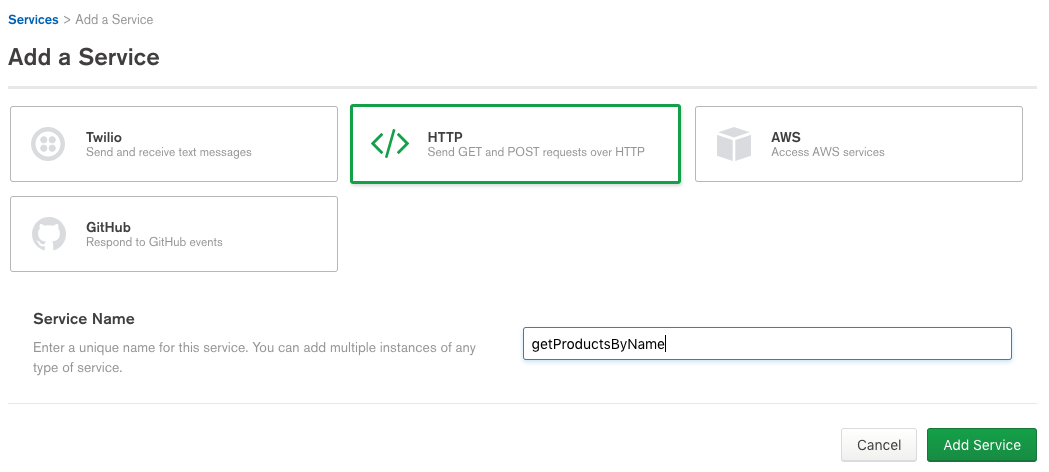 Services > Add a Service
Add a Service
Twilio
Send and receive text messages
HTTP
Send GET and POST requests over HTTP
AWS
Access AWS services
GitHub
Respond to GitHub events
Service Name
Enter a unique name for this service. You can add multiple instances of any
type of service.
getProductsByName
Cancel
Add Service